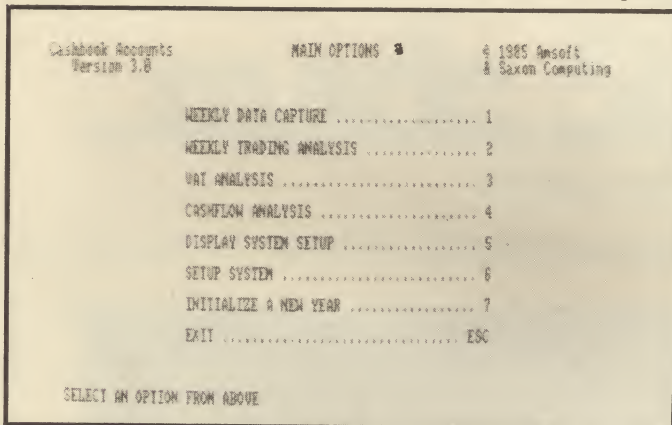 Cashbook Accounts MAIN OPTIONS © 1985 Amsoft
Version 3.0 & Saxon Computing
WEEKLY DATA CAPTURE ...................... 1
WEEKLY TRADING ANALYSIS ................. 2
VAT ANALYSIS ............................. 3
CASHFLOW ANALYSIS ........................ 4
DISPLAY SYSTEM SETUP .................... 5
SETUP SYSTEM ............................. 6
INITIALIZE A NEW YEAR ................... 7
EXIT ................................... ESC
SELECT AN OPTION FROM ABOVE